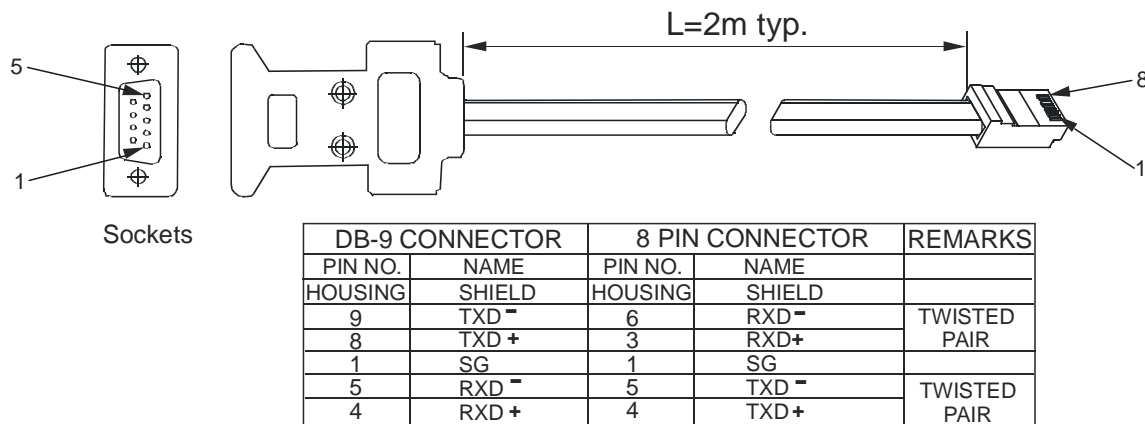 L=2m typ.
5
8
1
1
Sockets
DB-9 CONNECTOR 8 PIN CONNECTOR REMARKS
PIN NO. NAME PIN NO. NAME
HOUSING SHIELD HOUSING SHIELD
9 TXD- 6 RXD- TWISTED PAIR
8 TXD+ 3 RXD+
1 SG 1 SG
5 RXD- 5 TXD- TWISTED PAIR
4 RXD+ 4 TXD+